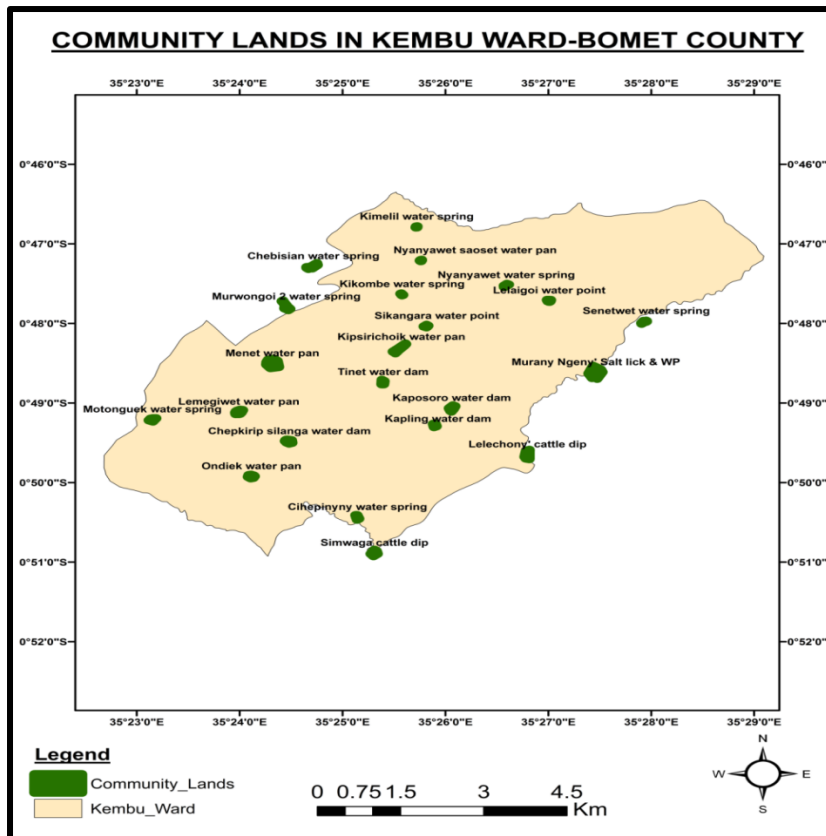 COMMUNITY LANDS IN KEMBU WARD-BOMET COUNTY
35°23'0"E 35°24'0"E 35°25'0"E 35°26'0"E 35°27'0"E 35°28'0"E 35°29'0"E
0°46'0"S 0°46'0"S
Kimelil water spring
0°47'0"S 0°47'0"S
Nyanyawet saoset water pan
Chebisian water spring
Nyanyawet water spring
Kikombe water spring
Lelaigoi water point
Murwongoi 2 water spring
Senetwet water spring
Sikangara water point
0°48'0"S 0°48'0"S
Kipsirichoik water pan
Menet water pan
Murany Ngeny' Salt lick & WP
Tinet water dam
Kaposoro water dam
Lemegiwet water pan
0°49'0"S 0°49'0"S
Motonguek water spring
Kapling water dam
Chepkirip silanga water dam
Lelechony' cattle dip
Ondiek water pan
0°50'0"S 0°50'0"S
Cihepinyny water spring
Simwaga cattle dip
0°51'0"S 0°51'0"S
0°52'0"S 0°52'0"S
35°23'0"E 35°24'0"E 35°25'0"E 35°26'0"E 35°27'0"E 35°28'0"E 35°29'0"E
Legend
Community_Lands
Kembu_Ward
0 0.75 1.5 3 4.5
Km
N
W E
S